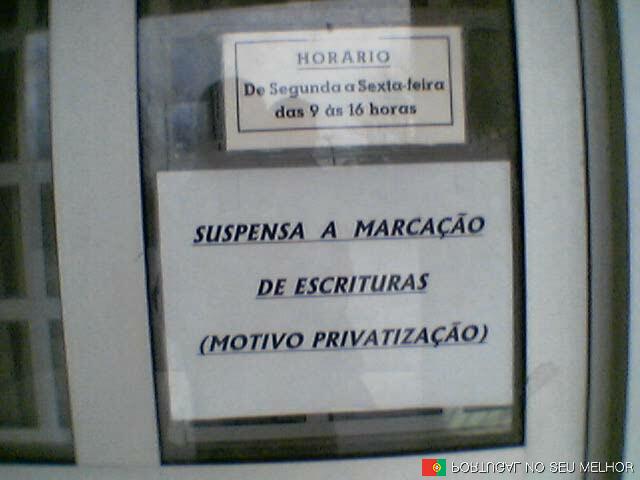 HORÁRIO
De Segunda a Sexta-feira
das 9 às 16 horas
SUSPENSA A MARCAÇÃO
DE ESCRITURAS
(MOTIVO PRIVATIZAÇÃO)
PORTUGAL NO SEU MELHOR